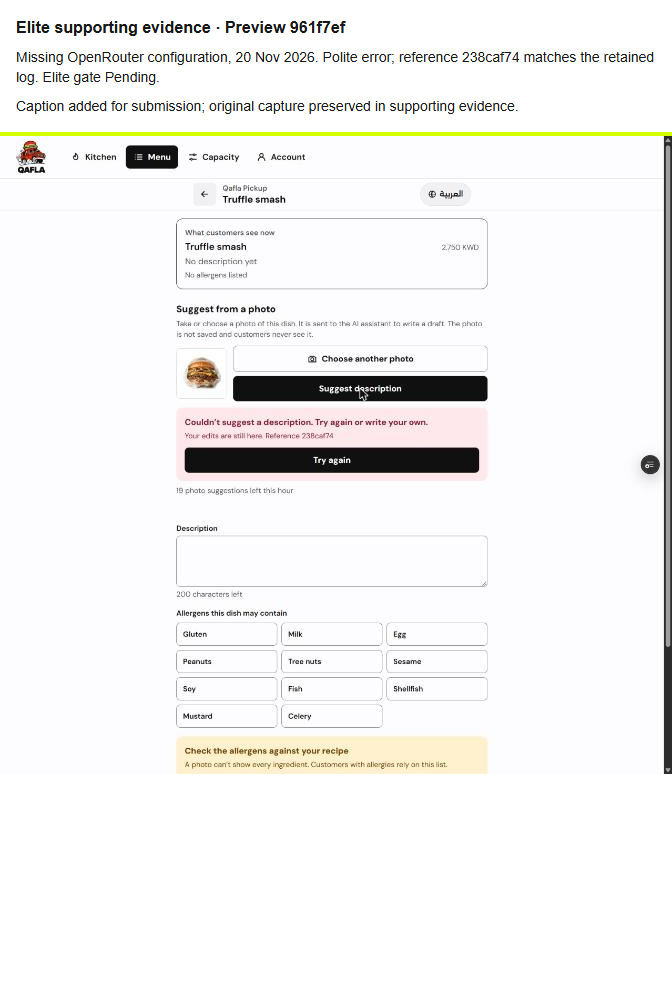 Elite supporting evidence · Preview 961f7ef
Missing OpenRouter configuration, 20 Nov 2026. Polite error; reference 238caf74 matches the retained
log. Elite gate Pending.
Caption added for submission; original capture preserved in supporting evidence.
QAFLA
Kitchen
Menu
Capacity
Account
Qafla Pickup
Truffle smash
العربية
What customers see now
Truffle smash
2.750 KWD
No description yet
No allergens listed
Suggest from a photo
Take or choose a photo of this dish. It is sent to the AI assistant to write a draft. The photo
is not saved and customers never see it.
Choose another photo
Suggest description
Couldn't suggest a description. Try again or write your own.
Your edits are still here. Reference 238caf74
Try again
19 photo suggestions left this hour
Description
200 characters left
Allergens this dish may contain
Gluten
Milk
Egg
Peanuts
Tree nuts
Sesame
Soy
Fish
Shellfish
Mustard
Celery
Check the allergens against your recipe
A photo can't show every ingredient. Customers with allergies rely on this list.